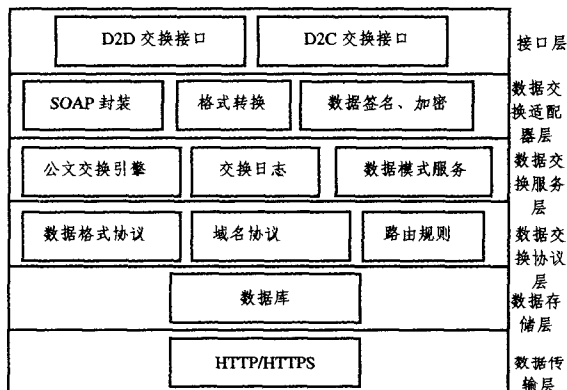 D2D 交换接口
D2C 交换接口
接口层
SOAP 封装
格式转换
数据签名、加密
数据交
换适配
器层
公文交换引擎
交换日志
数据模式服务
数据交
换服务
层
数据格式协议
域名协议
路由规则
数据交
换协议
层
数据库
数据存
储层
HTTP/HTTPS
数据传
输层